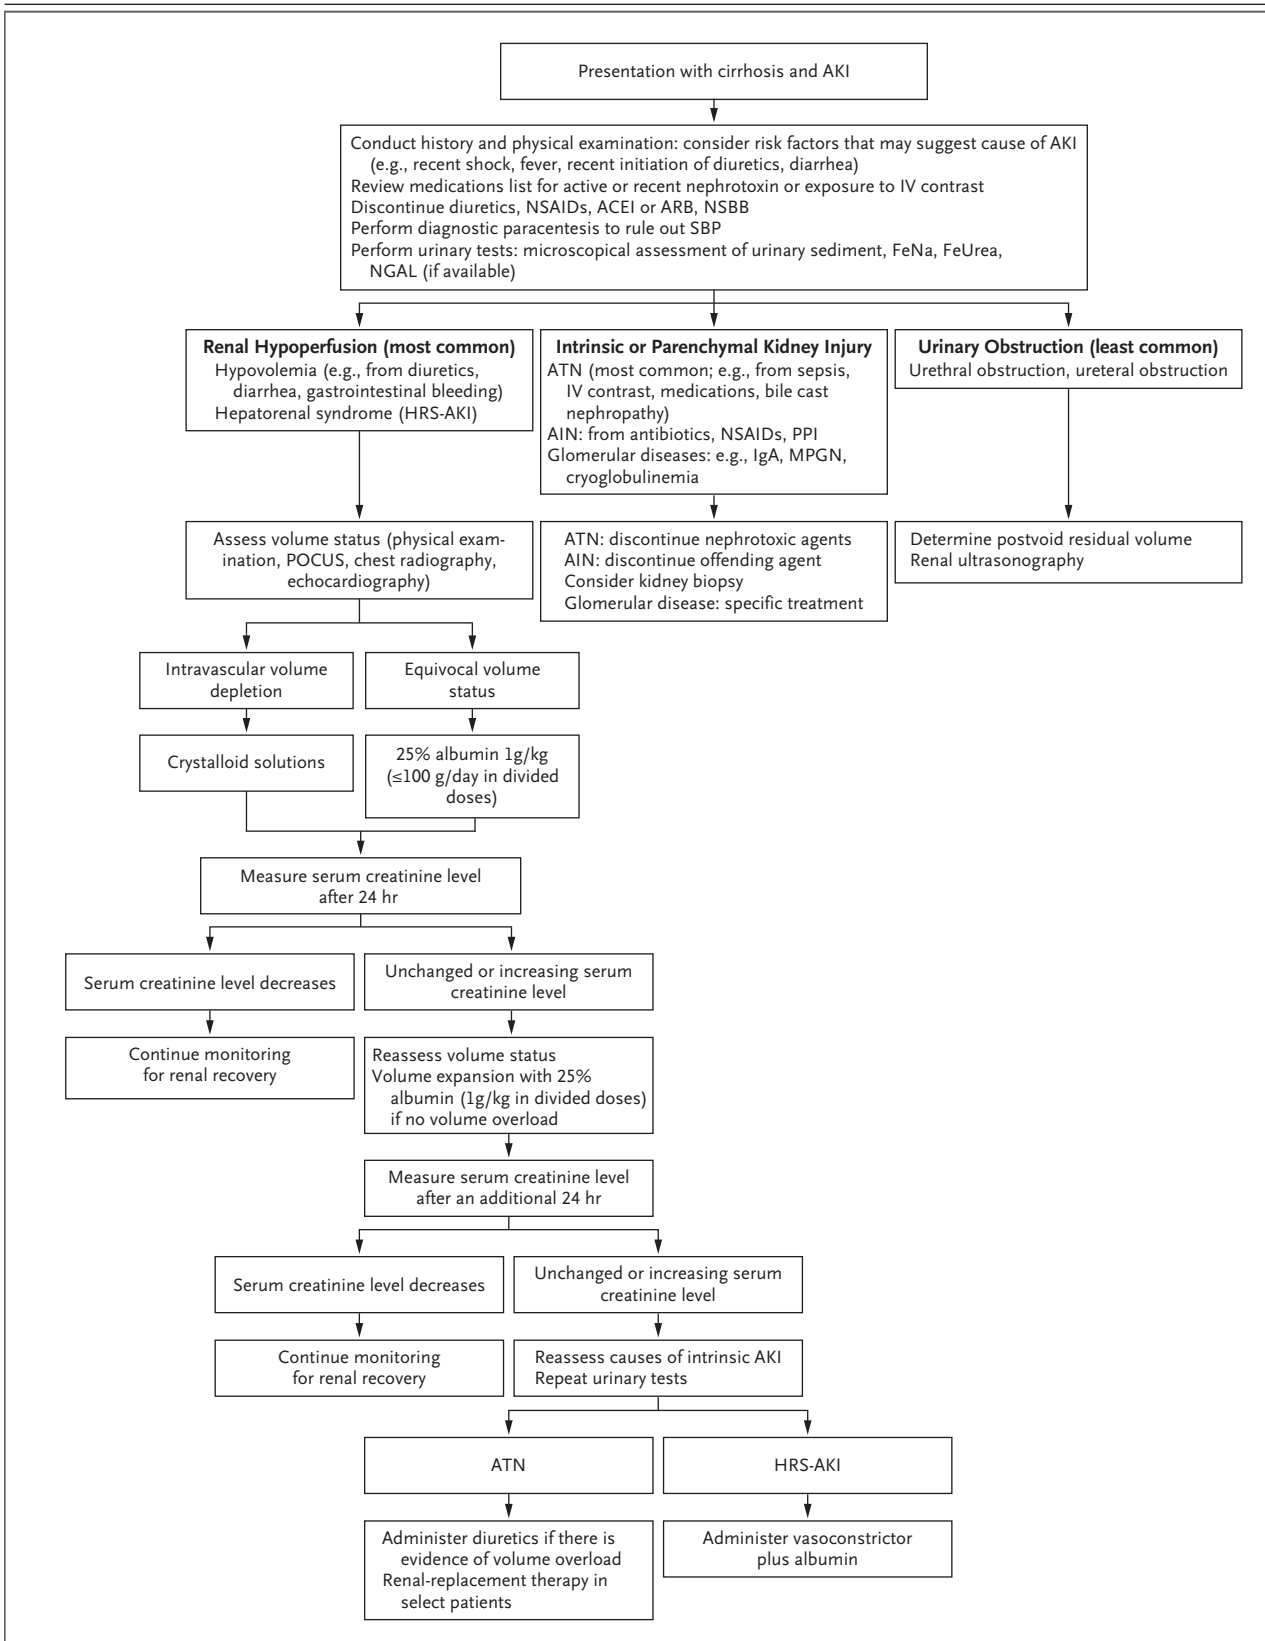 Presentation with cirrhosis and AKI
Conduct history and physical examination: consider risk factors that may suggest cause of AKI
(e.g., recent shock, fever, recent initiation of diuretics, diarrhea)
Review medications list for active or recent nephrotoxin or exposure to IV contrast
Discontinue diuretics, NSAIDs, ACEI or ARB, NSBB
Perform diagnostic paracentesis to rule out SBP
Perform urinary tests: microscopical assessment of urinary sediment, FeNa, FeUrea,
NGAL (if available)
Renal Hypoperfusion (most common)
Hypovolemia (e.g., from diuretics,
diarrhea, gastrointestinal bleeding)
Hepatorenal syndrome (HRS-AKI)
Intrinsic or Parenchymal Kidney Injury
ATN (most common; e.g., from sepsis,
IV contrast, medications, bile cast
nephropathy)
AIN: from antibiotics, NSAIDs, PPI
Glomerular diseases: e.g., IgA, MPGN,
cryoglobulinemia
Urinary Obstruction (least common)
Urethral obstruction, ureteral obstruction
Assess volume status (physical exam-
ination, POCUS, chest radiography,
echocardiography)
ATN: discontinue nephrotoxic agents
AIN: discontinue offending agent
Consider kidney biopsy
Glomerular disease: specific treatment
Determine postvoid residual volume
Renal ultrasonography
Intravascular volume
depletion
Equivocal volume
status
Crystalloid solutions
25% albumin 1g/kg
(≤100 g/day in divided
doses)
Measure serum creatinine level
after 24 hr
Serum creatinine level decreases
Unchanged or increasing serum
creatinine level
Continue monitoring
for renal recovery
Reassess volume status
Volume expansion with 25%
albumin (1g/kg in divided doses)
if no volume overload
Measure serum creatinine level
after an additional 24 hr
Serum creatinine level decreases
Unchanged or increasing serum
creatinine level
Continue monitoring
for renal recovery
Reassess causes of intrinsic AKI
Repeat urinary tests
ATN
HRS-AKI
Administer diuretics if there is
evidence of volume overload
Renal-replacement therapy in
select patients
Administer vasoconstrictor
plus albumin